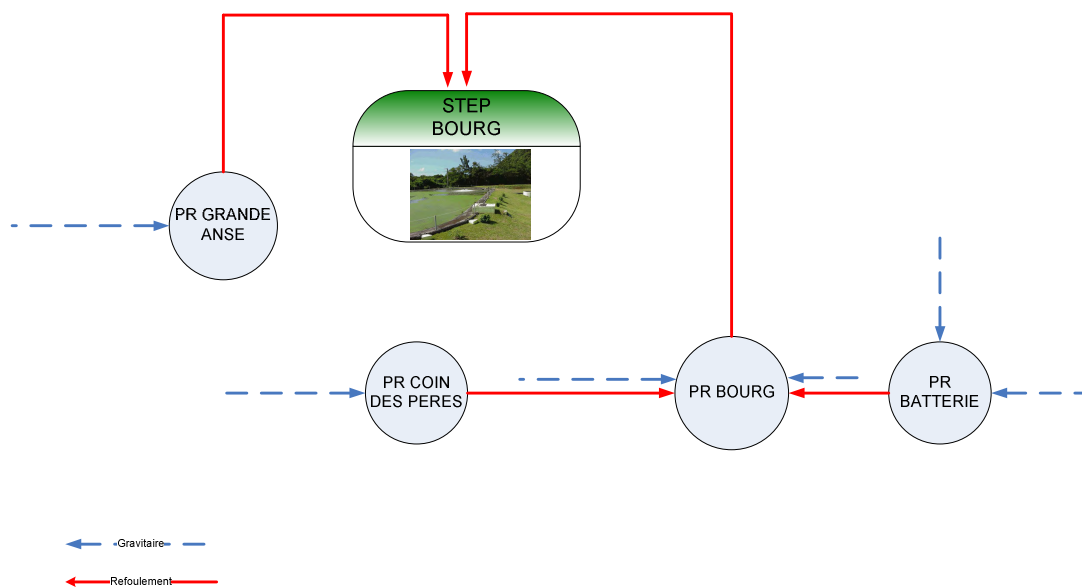 STEP
BOURG
PR GRANDE
ANSE
PR COIN
DES PERES
PR BOURG
PR
BATTERIE
Gravitaire
Refoulement